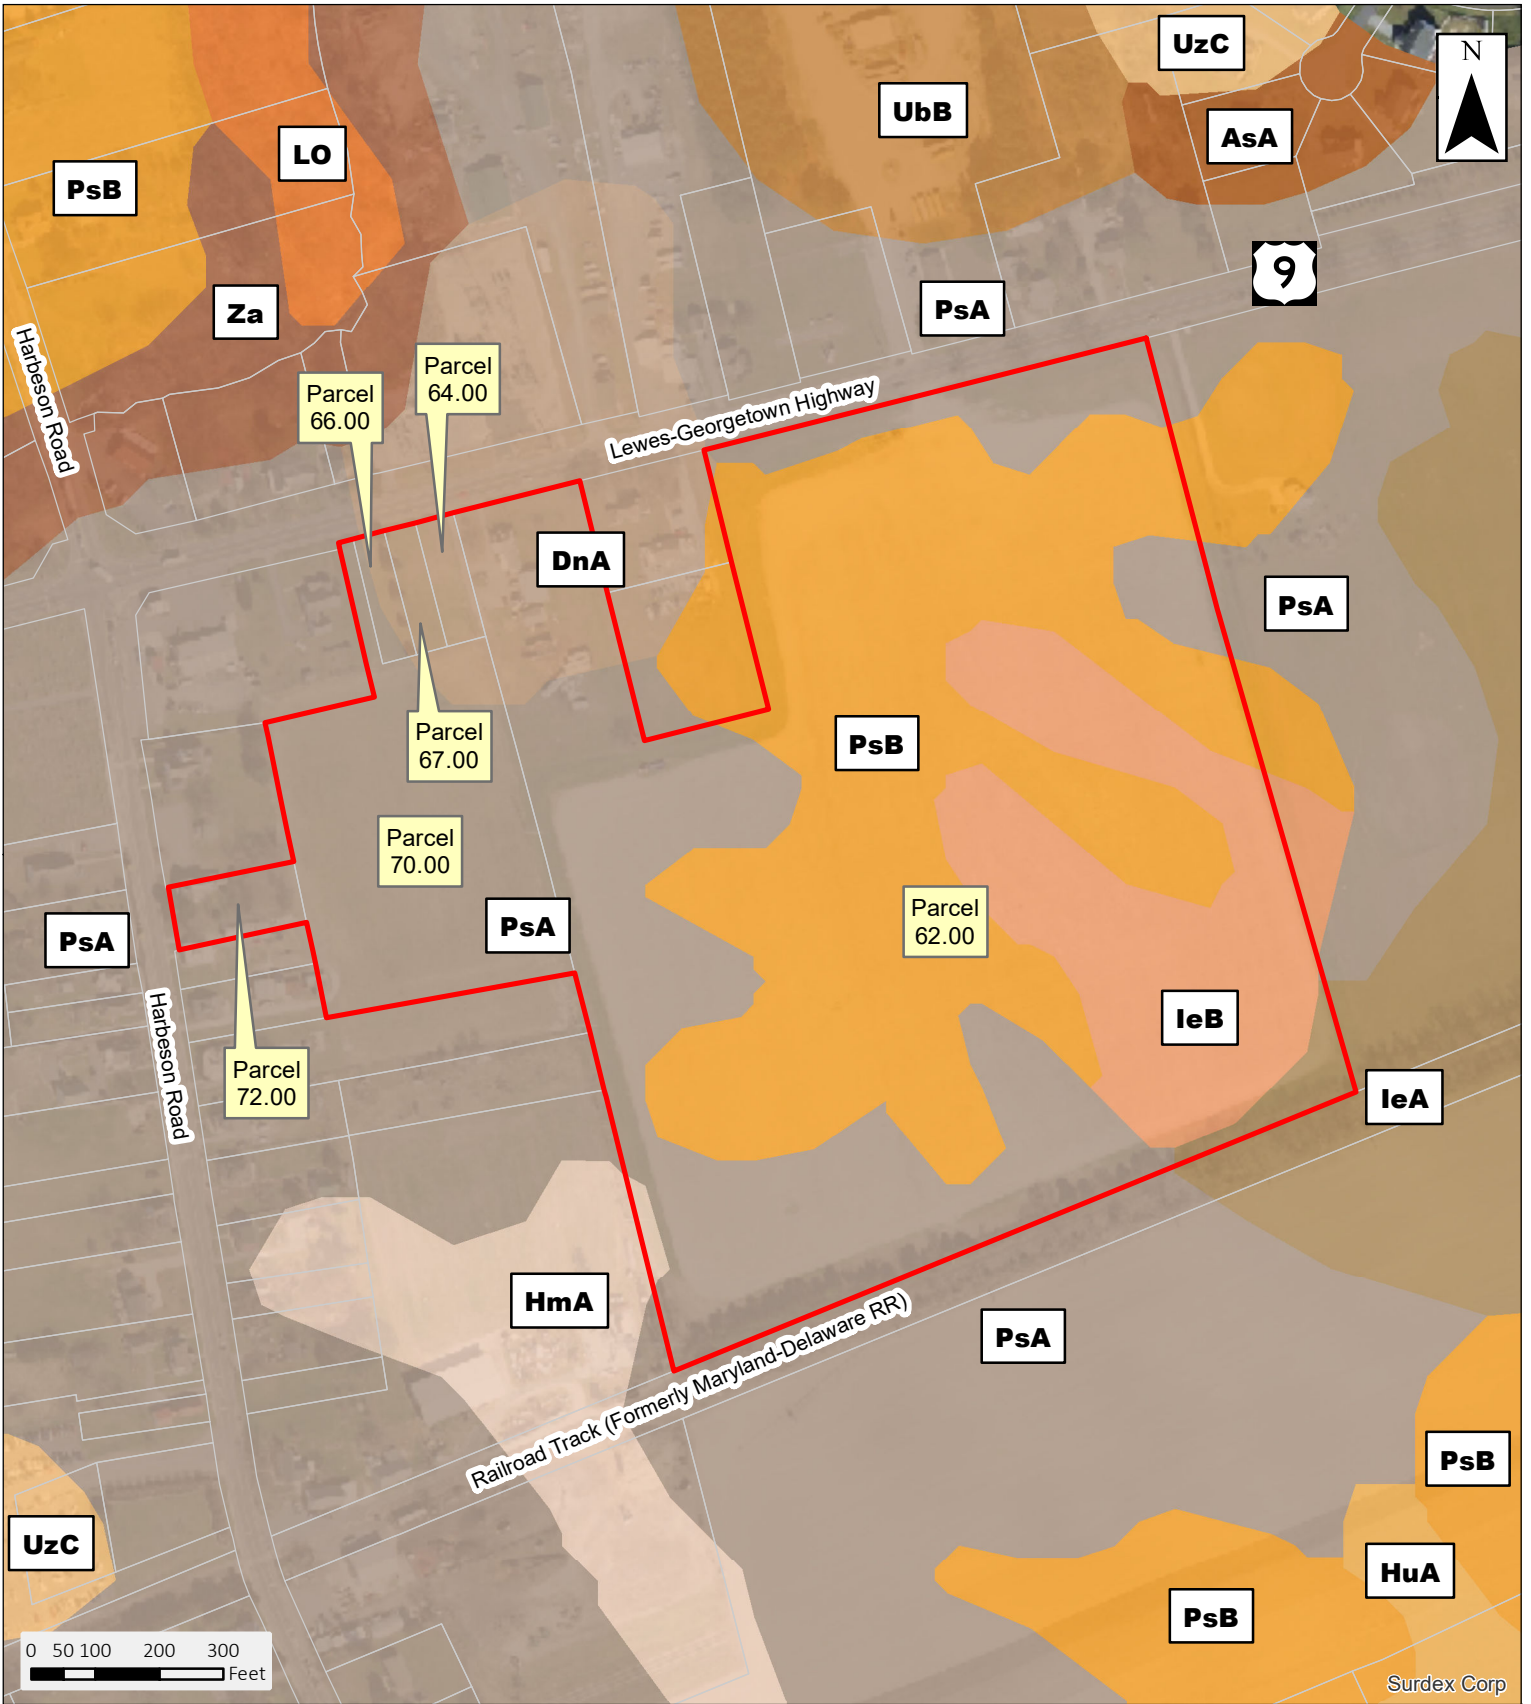 UzC
N
UbB
AsA
LO
PsB
9
PsA
Za
Harbeson Road
Parcel
64.00
Parcel
66.00
Lewes-Georgetown Highway
DnA
PsA
Parcel
67.00
PsB
Parcel
70.00
Parcel
62.00
PsA
PsA
IeB
Harbeson Road
Parcel
72.00
IeA
HmA
PsA
Railroad Track (Formerly Maryland-Delaware RR)
PsB
UzC
HuA
PsB
0 50 100 200 300
Feet
Surdex Corp